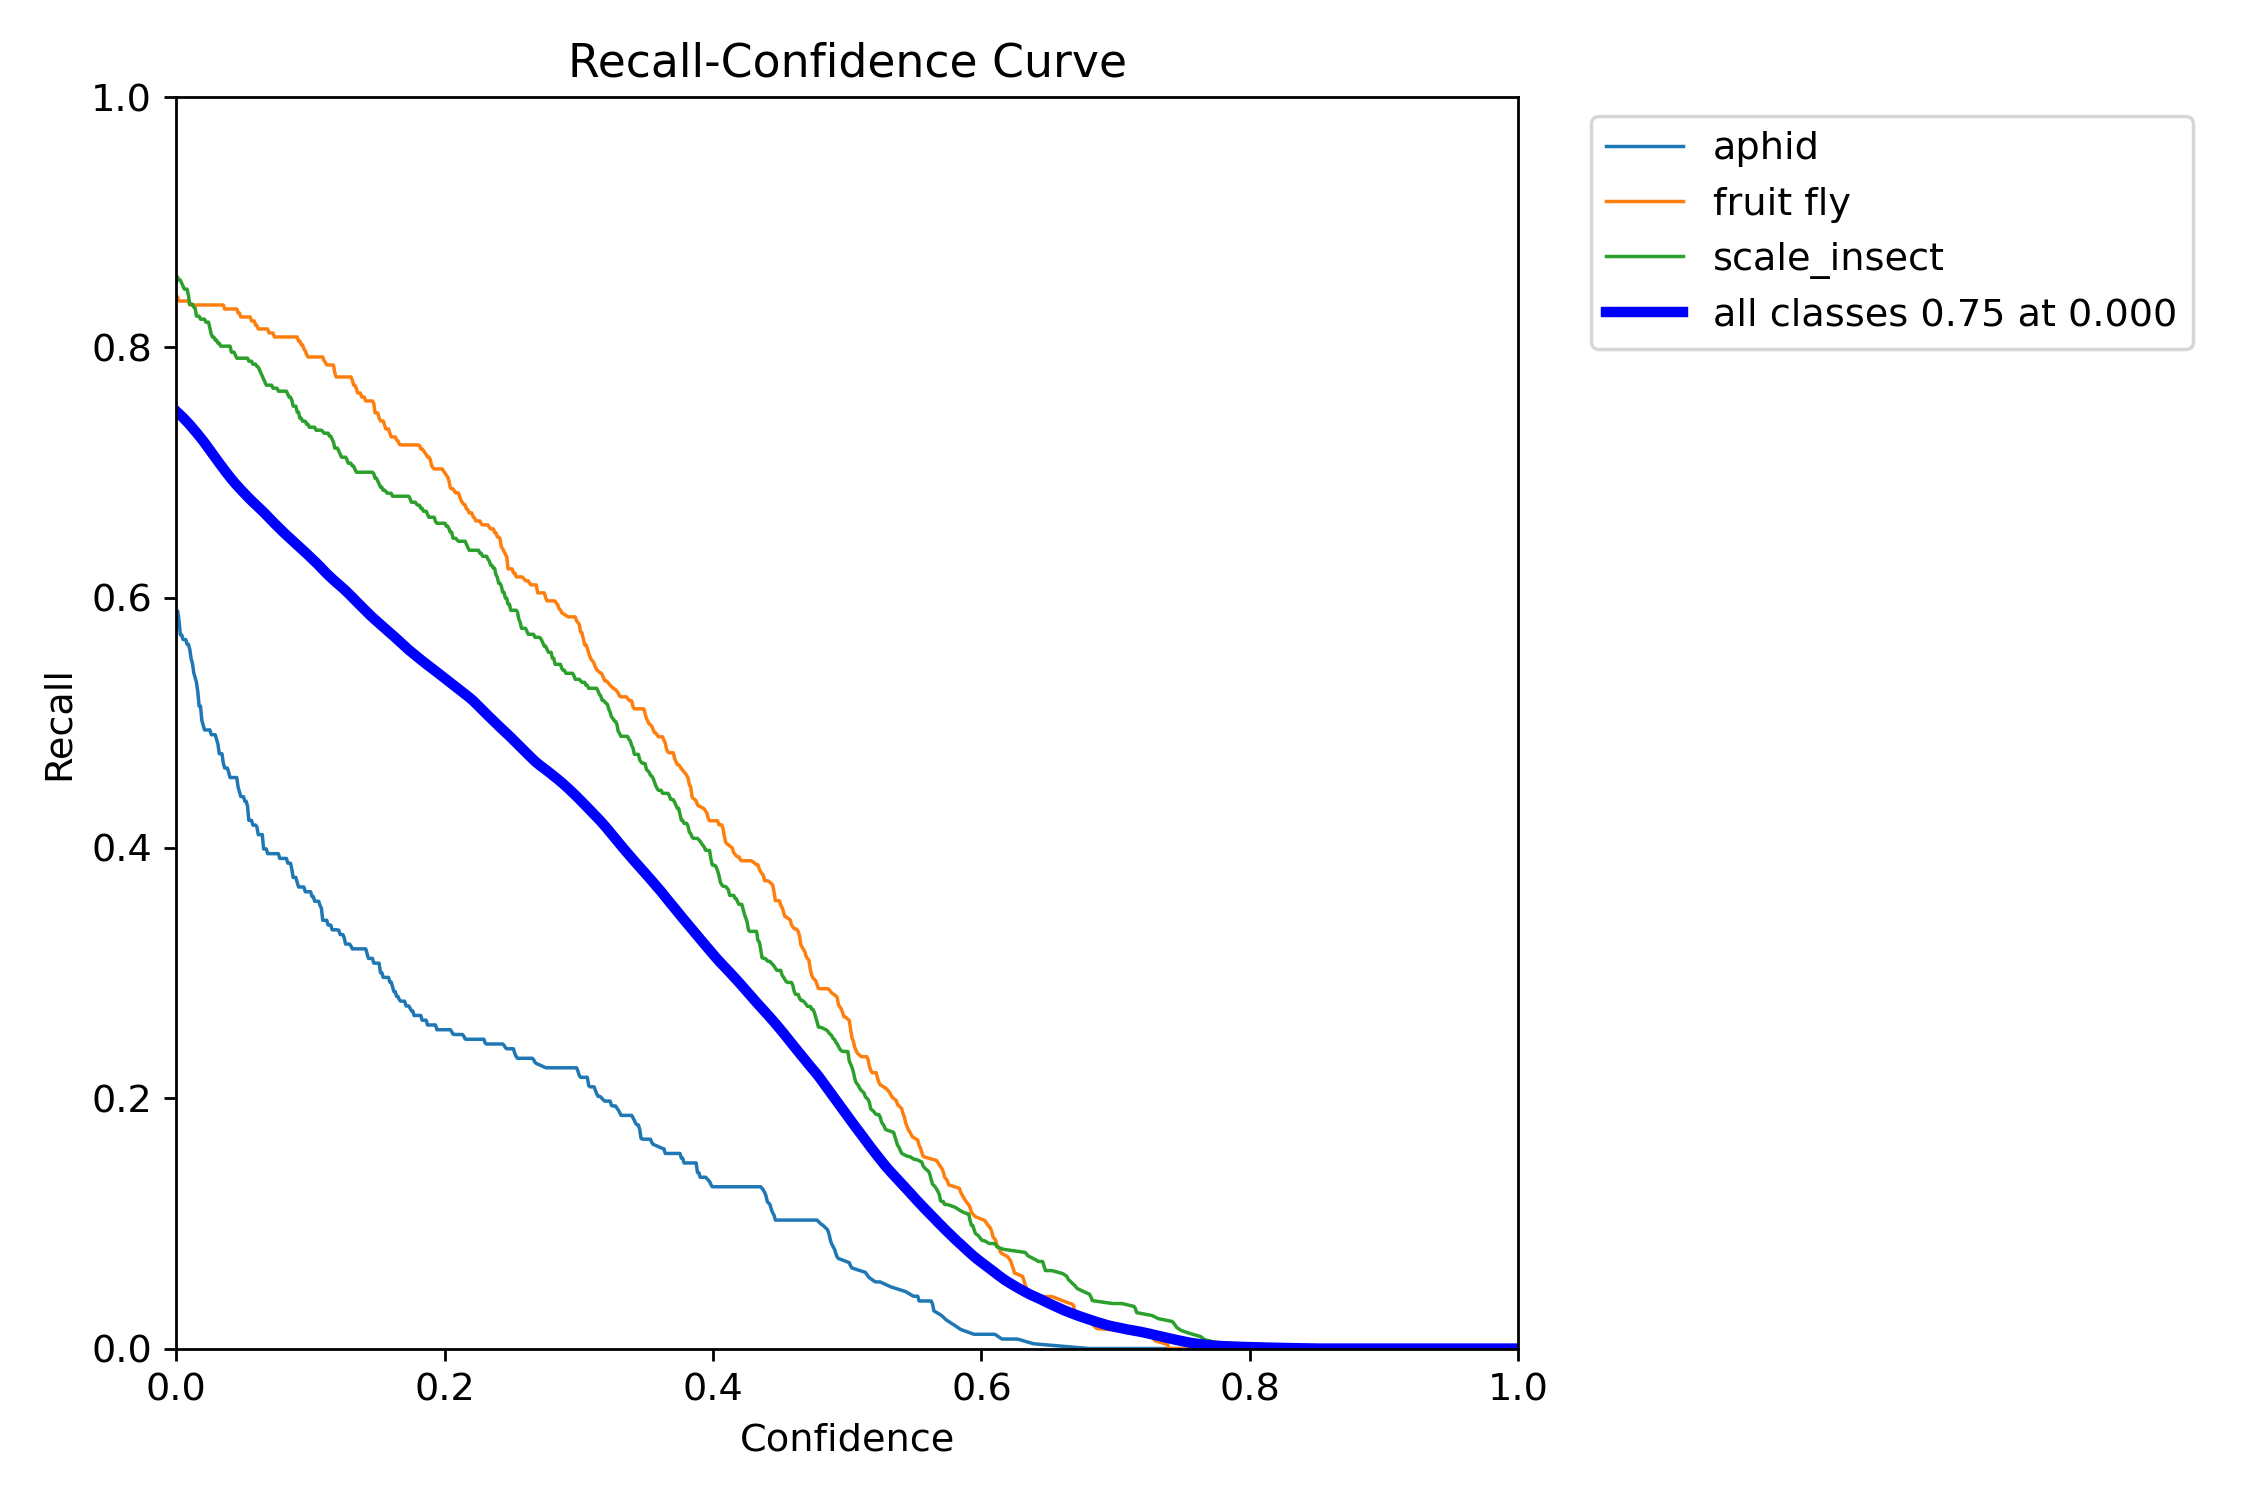 Recall-Confidence Curve
1.0
0.8
0.6
0.4
0.2
0.0
Recall
0.0 0.2 0.4 0.6 0.8 1.0
Confidence
aphid
fruit fly
scale_insect
all classes 0.75 at 0.000